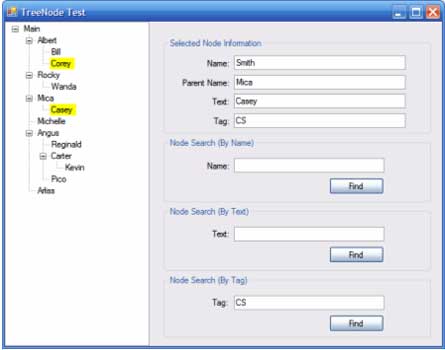 TreeNode Test
Main
Albert
Bill
Corey
Rocky
Wanda
Mica
Casey
Michelle
Angus
Reginald
Carter
Kevin
Pico
Arliss
Selected Node Information
Name: Smith
Parent Name: Mica
Text: Casey
Tag: CS
Node Search (By Name)
Name:
Find
Node Search (By Text)
Text:
Find
Node Search (By Tag)
Tag: CS
Find